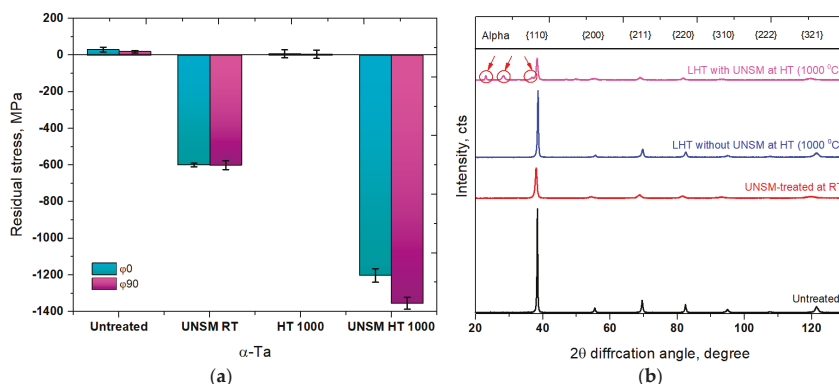 200
0
-200
-400
-600
-800
-1000
-1200
-1400
Residual stress, MPa
φ0
φ90
Untreated UNSM RT HT 1000 UNSM HT 1000
α-Ta
(a)
Alpha {110} {200} {211} {220} {310} {222} {321}
LHT with UNSM at HT (1000 ⁰C)
LHT without UNSM at HT (1000 ⁰C)
UNSM-treated at RT
Untreated
Intensity, cts
20 40 60 80 100 120
2θ diffrcation angle, degree
(b)